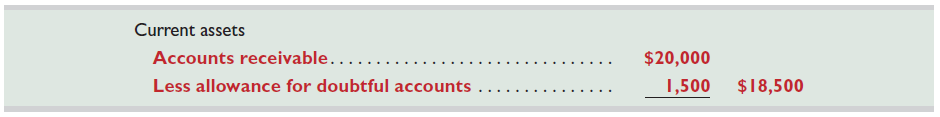 Current assets
Accounts receivable................................ $20,000
Less allowance for doubtful accounts ............... 1,500 $18,500